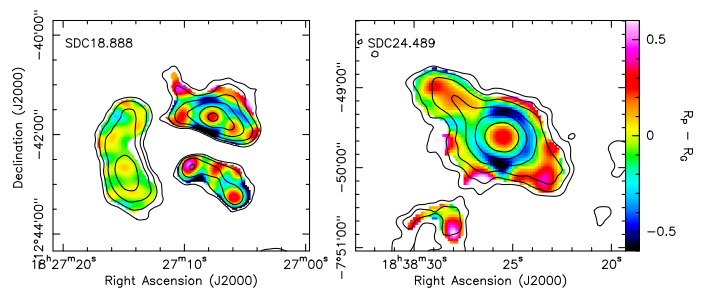 SDC18.888
SDC24.489
−40'00''
−42'00''
−12°44'00''
Declination (J2000)
18ʰ27ᵐ20ˢ
27ᵐ10ˢ
27ᵐ00ˢ
Right Ascension (J2000)
−49'00''
−50'00''
−7°51'00''
18ʰ38ᵐ30ˢ
25ˢ
20ˢ
Right Ascension (J2000)
0.5
0
−0.5
R_P − R_G